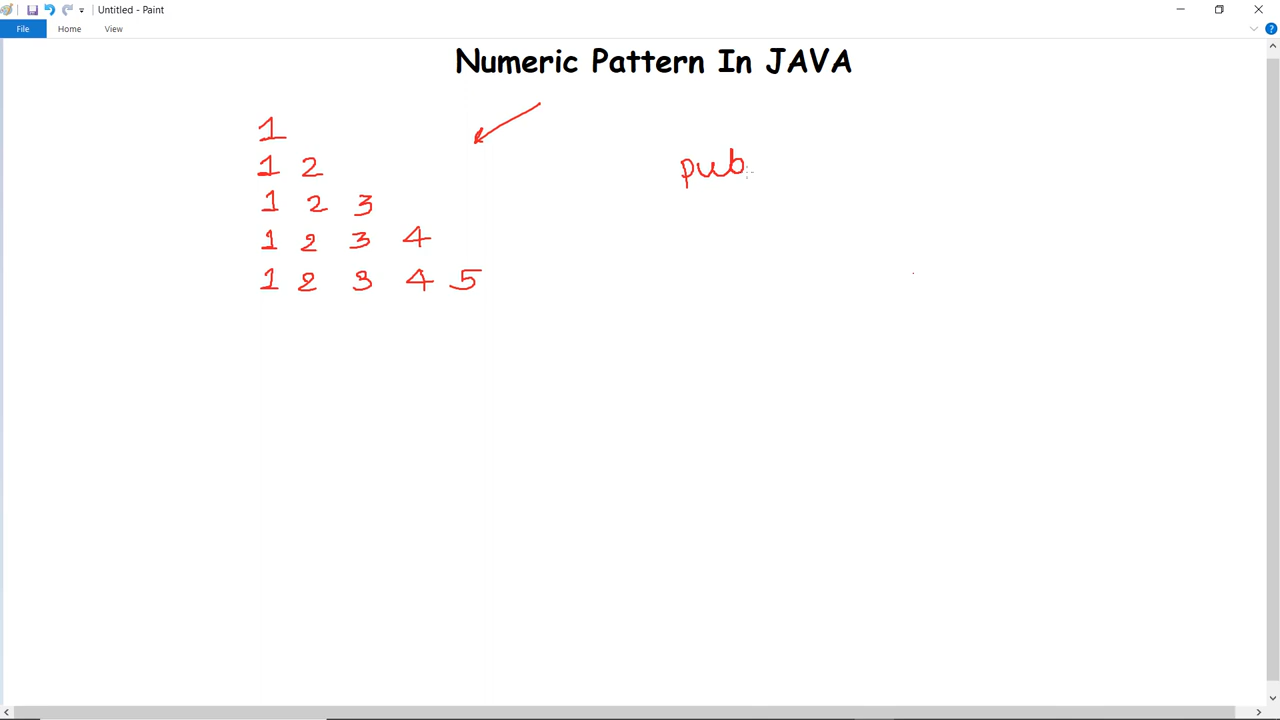 Untitled - Paint
File Home View
Numeric Pattern In JAVA
1
1 2
pub
1 2 3
1 2 3 4
1 2 3 4 5